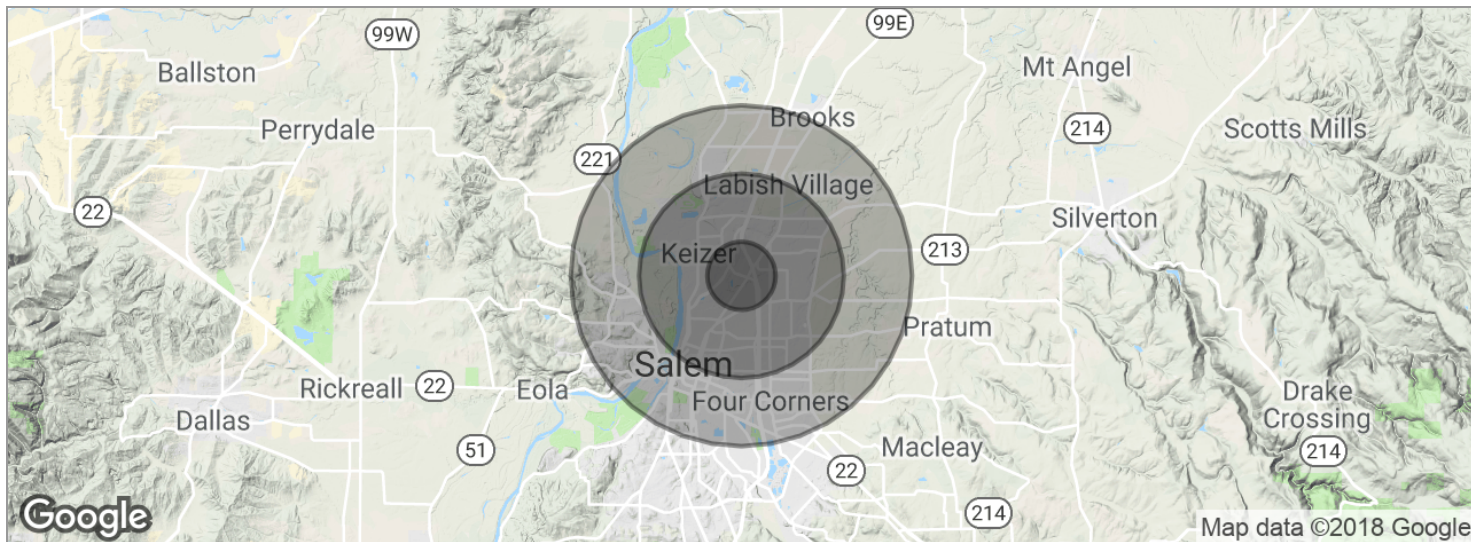 99W
99E
Ballston
Mt Angel
Perrydale
Brooks
214
Scotts Mills
221
Labish Village
22
Silverton
Keizer
213
Pratum
Salem
Rickreall
22
Eola
Four Corners
Drake
Crossing
Dallas
51
Macleay
22
214
214
Google
Map data ©2018 Google